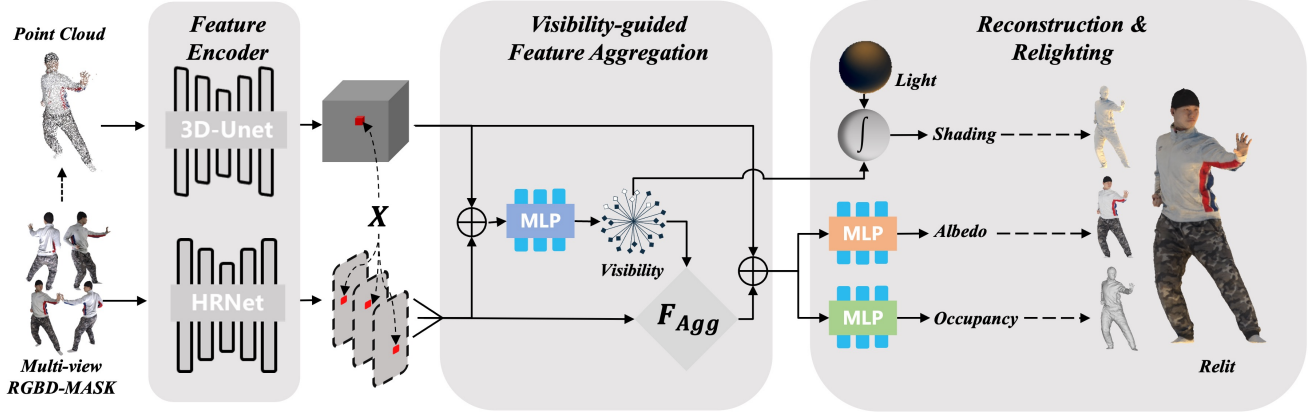 Point Cloud
Feature
Encoder
3D-Unet
HRNet
Multi-view
RGBD-MASK
X
Visibility-guided
Feature Aggregation
MLP
Visibility
F_Agg
Reconstruction &
Relighting
Light
∫
Shading
MLP
Albedo
MLP
Occupancy
Relit